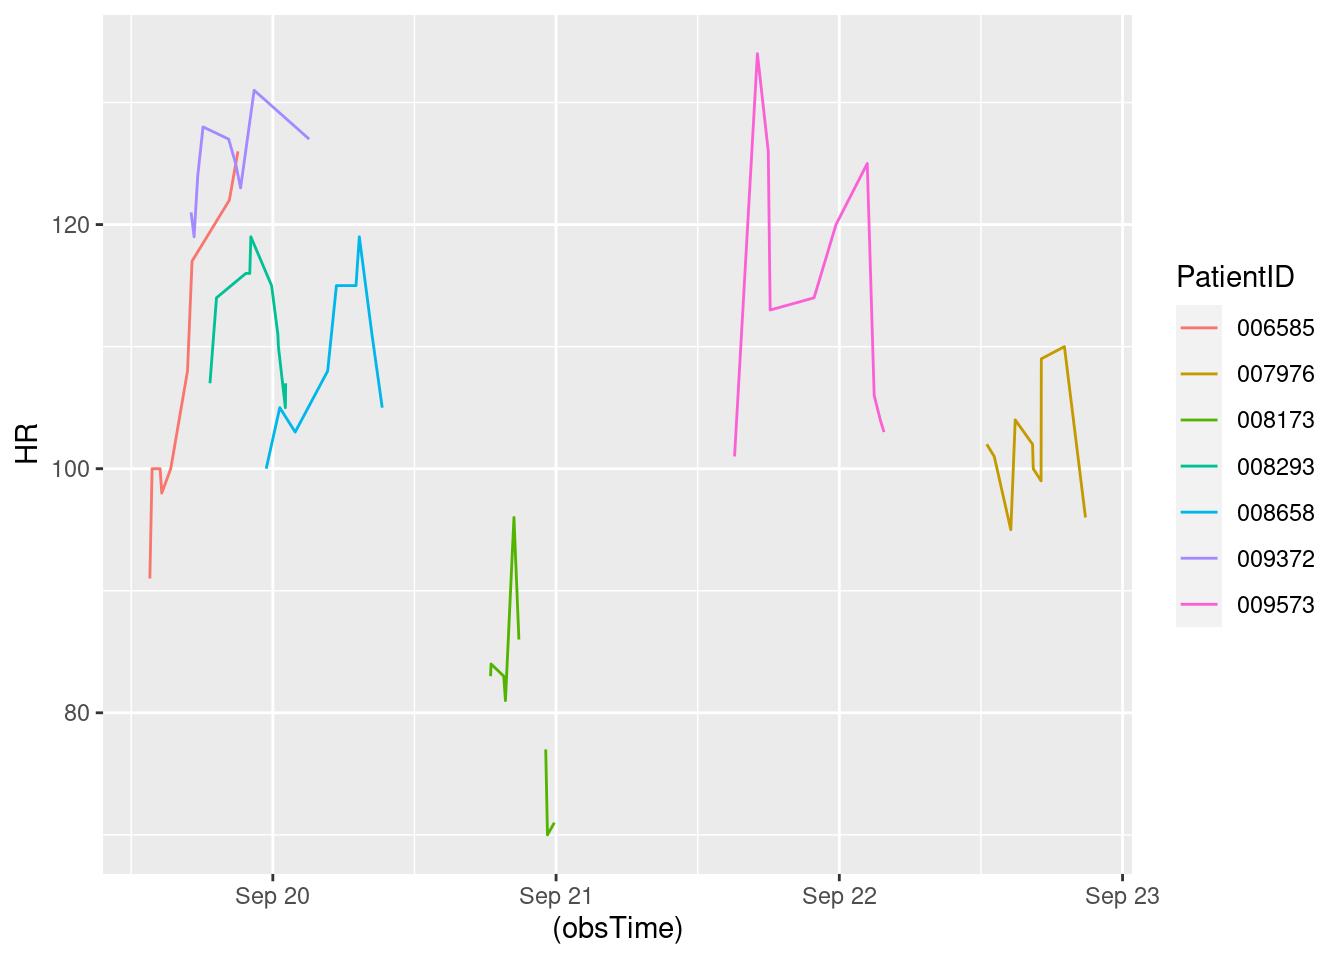 120
100
80
HR
Sep 20
Sep 21
Sep 22
Sep 23
(obsTime)
PatientID
006585
007976
008173
008293
008658
009372
009573